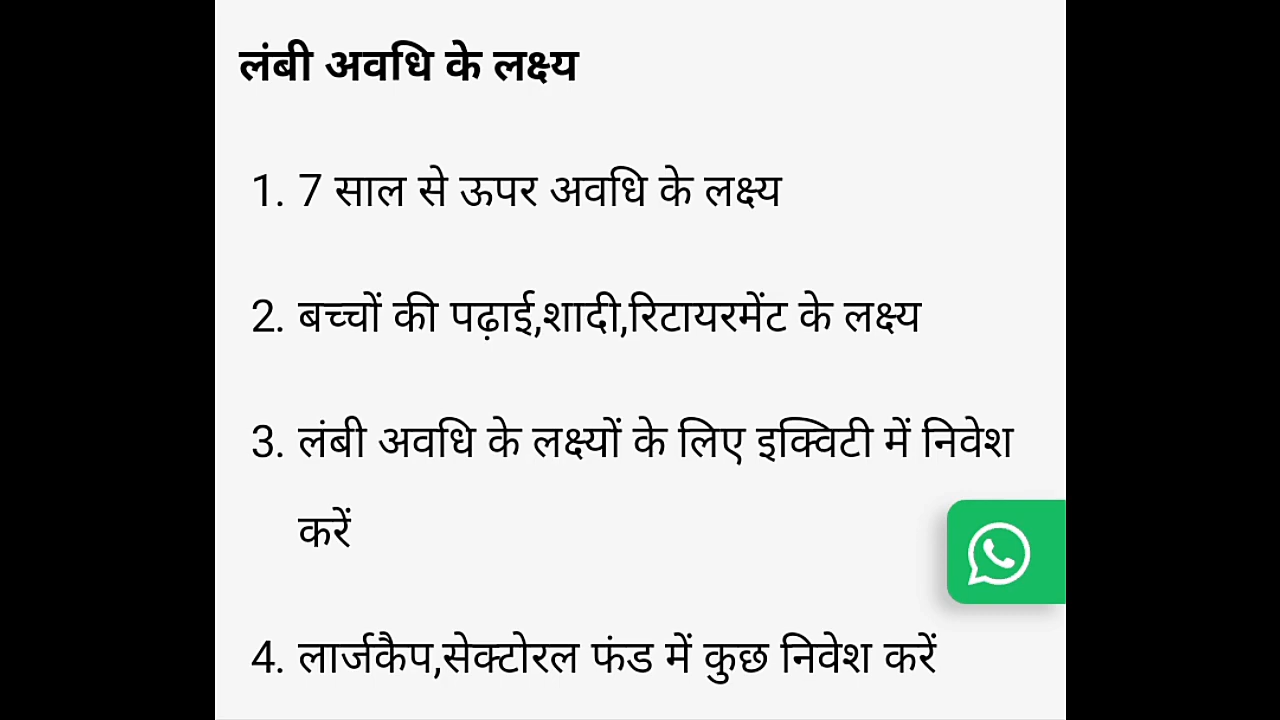 लंबी अवधि के लक्ष्य
1. 7 साल से ऊपर अवधि के लक्ष्य
2. बच्चों की पढ़ाई,शादी,रिटायरमेंट के लक्ष्य
3. लंबी अवधि के लक्ष्यों के लिए इक्विटी में निवेश
करें
4. लार्जकैप,सेक्टोरल फंड में कुछ निवेश करें